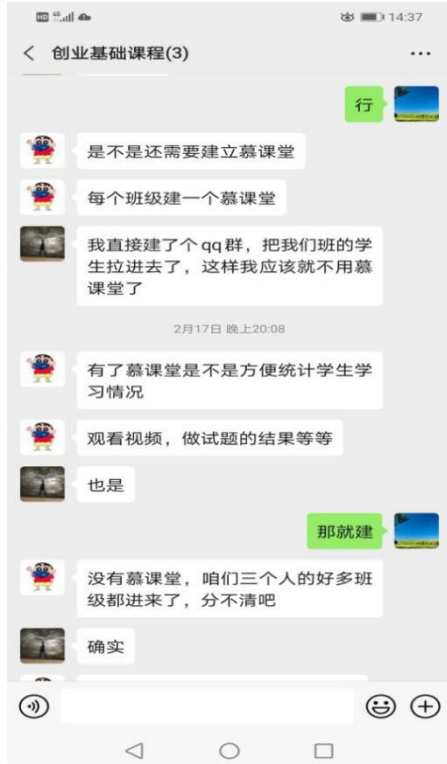 HD 4G 14:37
创业基础课程(3)
行
是不是还需要建立慕课堂
每个班级建一个慕课堂
我直接建了个qq群，把我们班的学
生拉进去了，这样我应该就不用慕
课堂了
2月17日 晚上20:08
有了慕课堂是不是方便统计学生学
习情况
观看视频，做试题的结果等等
也是
那就建
没有慕课堂，咱们三个人的好多班
级都进来了，分不清吧
确实